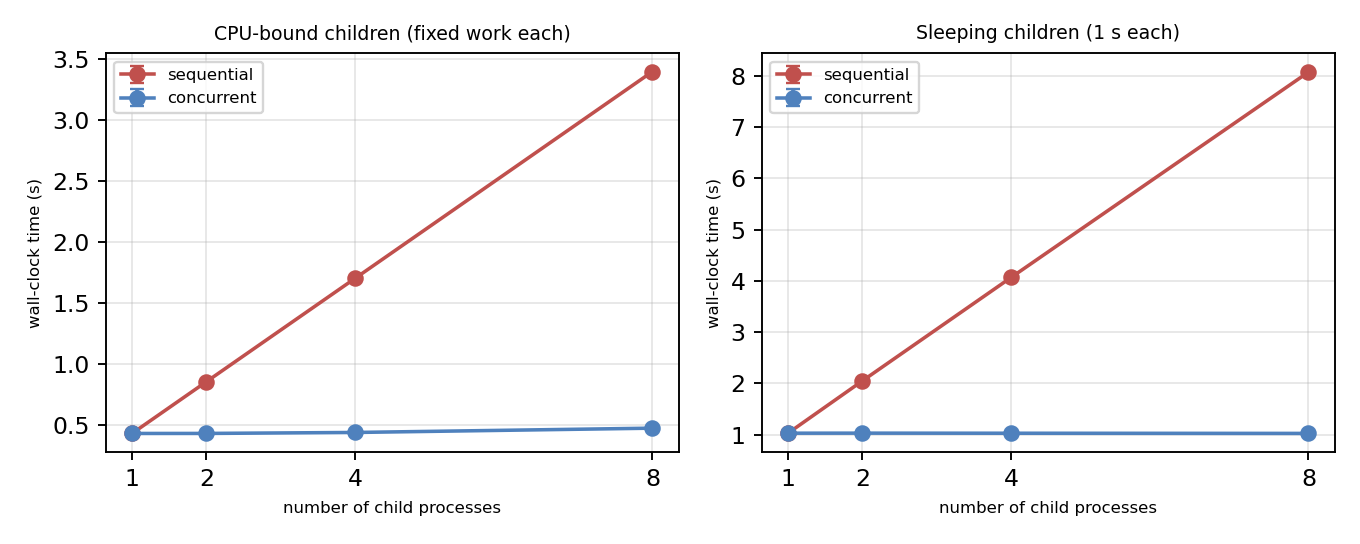 CPU-bound children (fixed work each)
sequential
concurrent
3.5
3.0
2.5
2.0
1.5
1.0
0.5
wall-clock time (s)
1 2 4 8
number of child processes
Sleeping children (1 s each)
sequential
concurrent
8
7
6
5
4
3
2
1
wall-clock time (s)
1 2 4 8
number of child processes